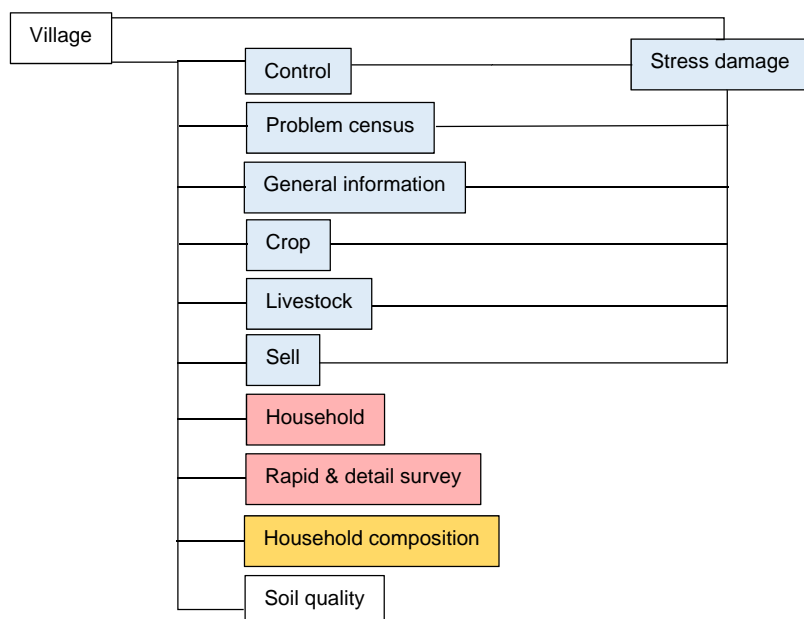 Village
Stress damage
Control
Problem census
General information
Crop
Livestock
Sell
Household
Rapid & detail survey
Household composition
Soil quality